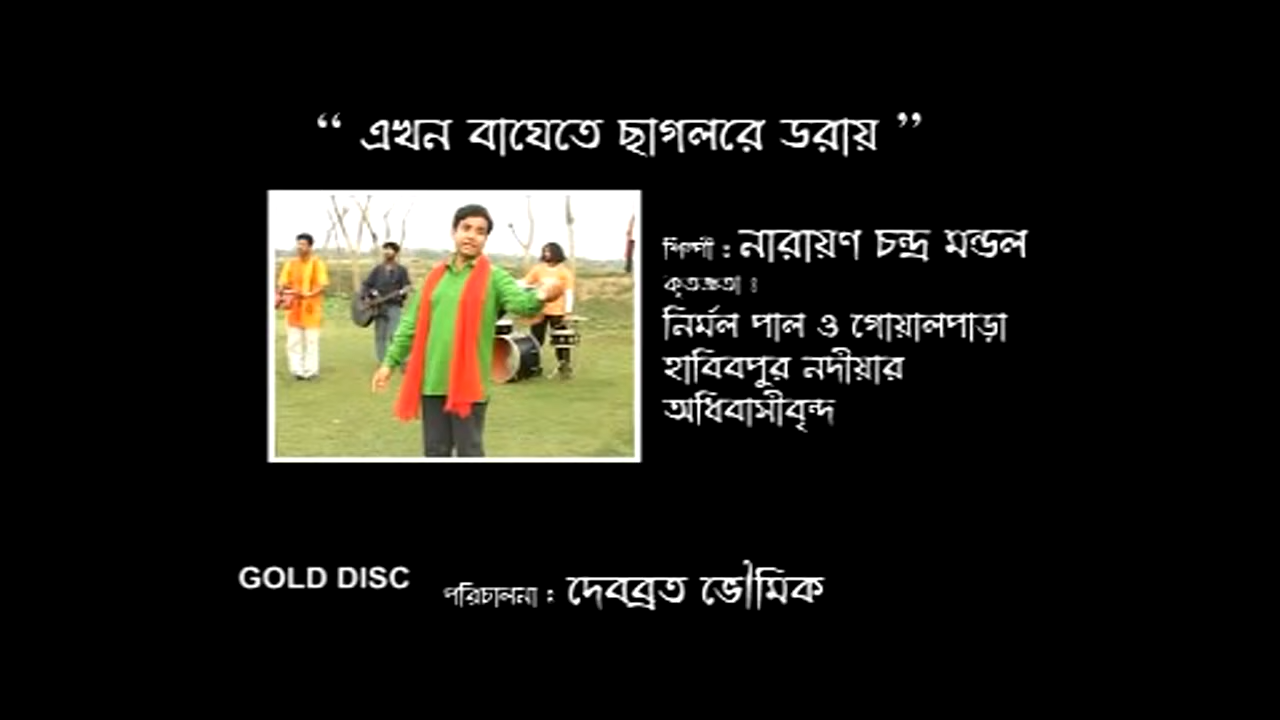 “ এখন বাঘেতে ছাগলরে ডরায় ”
শিল্পী : নারায়ণ চন্দ্র মন্ডল
কৃতজ্ঞতা :
নির্মল পাল ও গোয়ালপাড়া
হাবিবপুর নদীয়ার
অধিবাসীবৃন্দ
GOLD DISC
পরিচালনা : দেবব্রত ভৌমিক